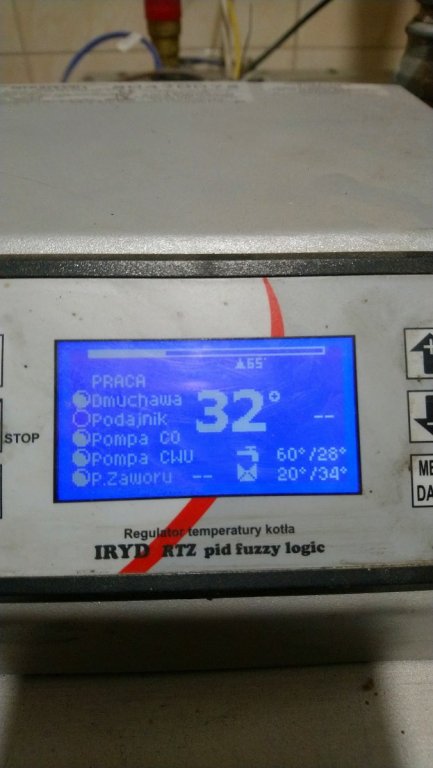 ▲65°
PRACA
Dmuchawa
32°
Podajnik
--
STOP
Pompa CO
Pompa CWU 60°/28°
P.Zaworu -- 20°/34°
ME
DA
Regulator temperatury kotła
IRYD RTZ pid fuzzy logic